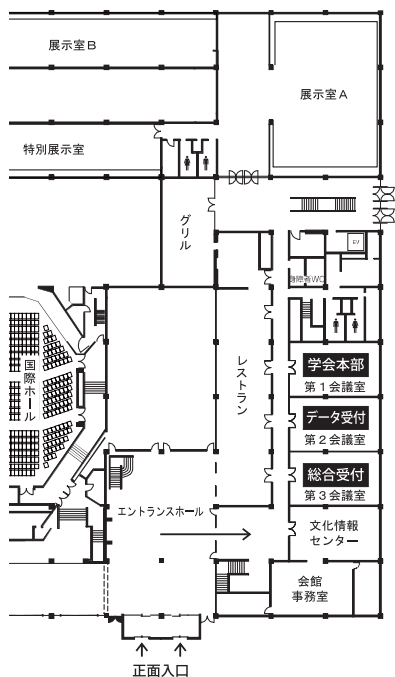 展示室B
展示室A
特別展示室
グリル
EV
身障者WC
国際ホール
レストラン
学会本部
第1会議室
データ受付
第2会議室
総合受付
第3会議室
エントランスホール
文化情報
センター
会館
事務室
正面入口